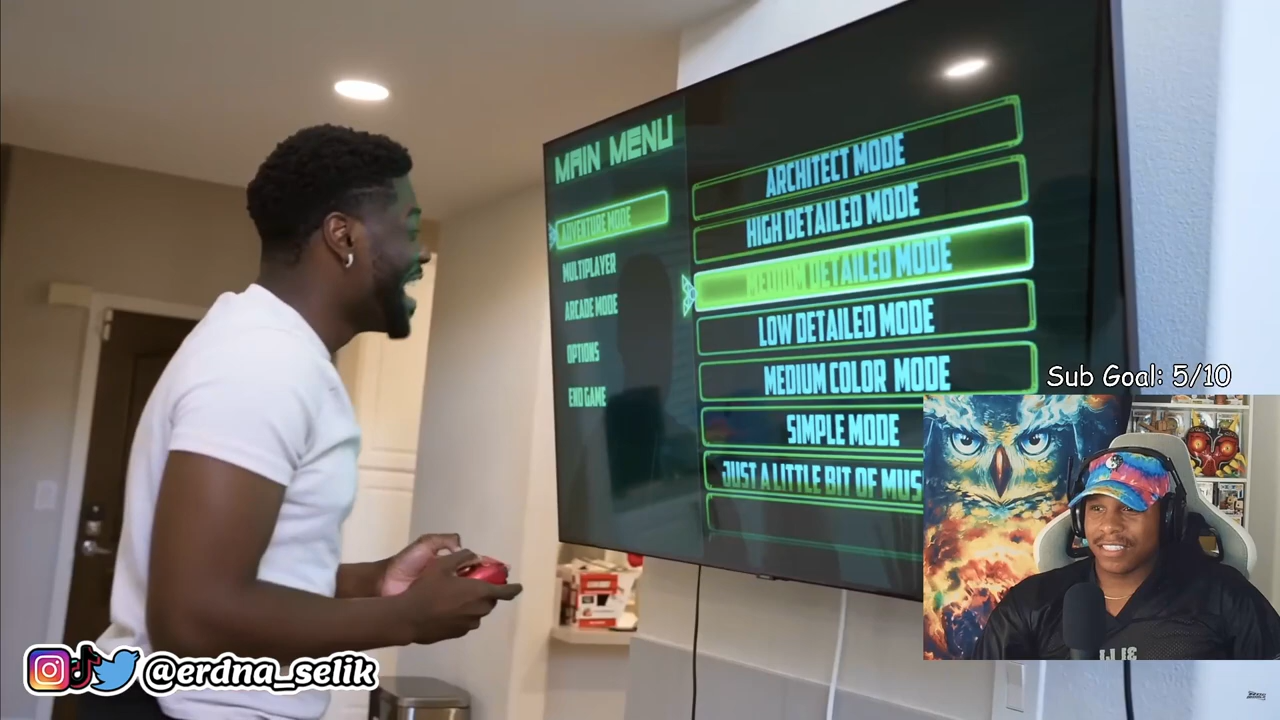 MAIN MENU
ADVENTURE MODE
MULTIPLAYER
ARCADE MODE
OPTIONS
END GAME
ARCHITECT MODE
HIGH DETAILED MODE
MEDIUM DETAILED MODE
LOW DETAILED MODE
MEDIUM COLOR MODE
SIMPLE MODE
JUST A LITTLE BIT OF MUS
Sub Goal: 5/10
@erdna_selik